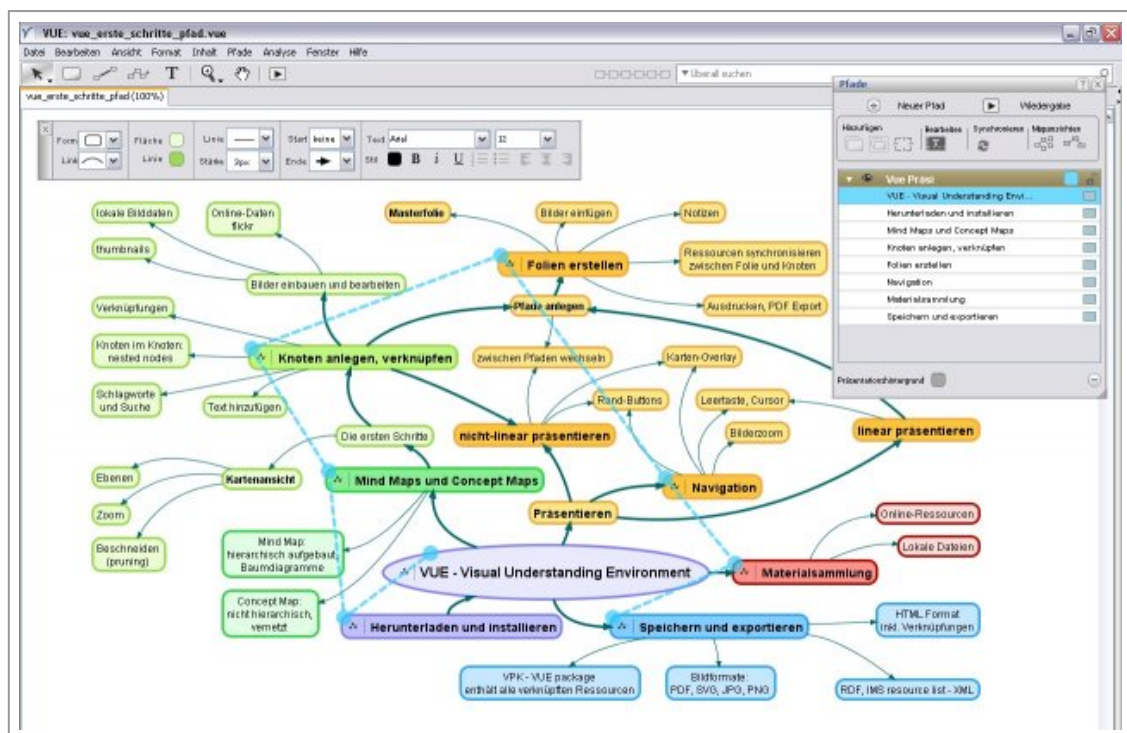 VUE: vue_erste_schritte_pfad.vue
Datei Bearbeiten Ansicht Format Inhalt Pfade Analyse Fenster Hilfe
Überall suchen
vue_erste_schritte_pfad (100%)
Form
Fläche
Linie
Start keine
Text Arial
12
Link
Linie
Stärke 2px
Ende
Stil
B i U
Pfade
Neuer Pfad
Wiedergabe
Hinzufügen
Bearbeiten
Synchronisieren
Mapansichten
Vue Präsi
VUE - Visual Understanding Envi...
Herunterladen und installieren
Mind Maps und Concept Maps
Knoten anlegen, verknüpfen
Folien erstellen
Navigation
Materialsammlung
Speichern und exportieren
Präsentationshintergrund
lokale Bilddaten
Online-Daten
flickr
thumbnails
Bilder einbauen und bearbeiten
Masterfolie
Bilder einfügen
Notizen
Folien erstellen
Ressourcen synchronisieren
zwischen Folie und Knoten
Verknüpfungen
Pfade anlegen
Ausdrucken, PDF Export
Knoten im Knoten:
nested nodes
Knoten anlegen, verknüpfen
zwischen Pfaden wechseln
Karten-Overlay
Schlagworte
und Suche
Text hinzufügen
Rand-Buttons
Leertaste, Cursor
Die ersten Schritte
nicht-linear präsentieren
Bilderzoom
linear präsentieren
Ebenen
Kartenansicht
Mind Maps und Concept Maps
Navigation
Zoom
Präsentieren
Online-Ressourcen
Beschneiden
(pruning)
Mind Map:
hierarchisch aufgebaut,
Baumdiagramme
Lokale Dateien
VUE - Visual Understanding Environment
Materialsammlung
Concept Map:
nicht hierarchisch,
vernetzt
Herunterladen und installieren
Speichern und exportieren
HTML Format
inkl. Verknüpfungen
VPK - VUE package
enthält alle verknüpften Ressourcen
Bildformate:
PDF, SVG, JPG, PNG
RDF, IMS resource list - XML